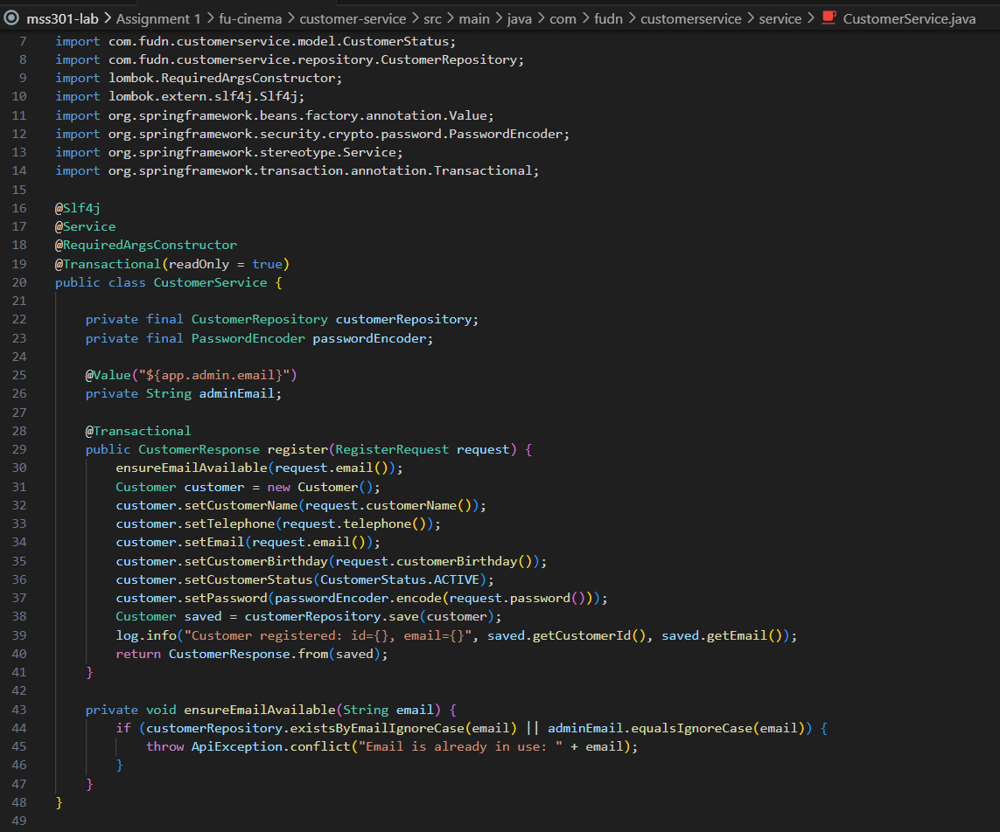 mss301-lab > Assignment 1 > fu-cinema > customer-service > src > main > java > com > fudn > customerservice > service > CustomerService.java
7 import com.fudn.customerservice.model.CustomerStatus;
8 import com.fudn.customerservice.repository.CustomerRepository;
9 import lombok.RequiredArgsConstructor;
10 import lombok.extern.slf4j.Slf4j;
11 import org.springframework.beans.factory.annotation.Value;
12 import org.springframework.security.crypto.password.PasswordEncoder;
13 import org.springframework.stereotype.Service;
14 import org.springframework.transaction.annotation.Transactional;
15
16 @Slf4j
17 @Service
18 @RequiredArgsConstructor
19 @Transactional(readOnly = true)
20 public class CustomerService {
21
22     private final CustomerRepository customerRepository;
23     private final PasswordEncoder passwordEncoder;
24
25     @Value("${app.admin.email}")
26     private String adminEmail;
27
28     @Transactional
29     public CustomerResponse register(RegisterRequest request) {
30         ensureEmailAvailable(request.email());
31         Customer customer = new Customer();
32         customer.setCustomerName(request.customerName());
33         customer.setTelephone(request.telephone());
34         customer.setEmail(request.email());
35         customer.setCustomerBirthday(request.customerBirthday());
36         customer.setCustomerStatus(CustomerStatus.ACTIVE);
37         customer.setPassword(passwordEncoder.encode(request.password()));
38         Customer saved = customerRepository.save(customer);
39         log.info("Customer registered: id={}, email={}", saved.getCustomerId(), saved.getEmail());
40         return CustomerResponse.from(saved);
41     }
42
43     private void ensureEmailAvailable(String email) {
44         if (customerRepository.existsByEmailIgnoreCase(email) || adminEmail.equalsIgnoreCase(email)) {
45             throw ApiException.conflict("Email is already in use: " + email);
46         }
47     }
48 }
49